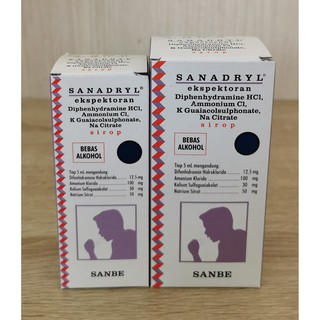 SANADRYL®
ekspektoran
Diphenhydramine HCl,
Ammonium Cl,
K Guaiacolsulphonate,
Na Citrate
sirop
BEBAS
ALKOHOL
Tiap 5 mL mengandung:
Difenhidramin Hidroklorida 12,5 mg
Amonium Klorida 100 mg
Kalium Sulfoguaiakolat 30 mg
Natrium Sitrat 50 mg
SANBE
SANADRYL®
ekspektoran
Diphenhydramine HCl,
Ammonium Cl,
K Guaiacolsulphonate,
Na Citrate
sirop
BEBAS
ALKOHOL
Tiap 5 mL mengandung:
Difenhidramin Hidroklorida 12,5 mg
Amonium Klorida 100 mg
Kalium Sulfoguaiakolat 30 mg
Natrium Sitrat 50 mg
SANBE